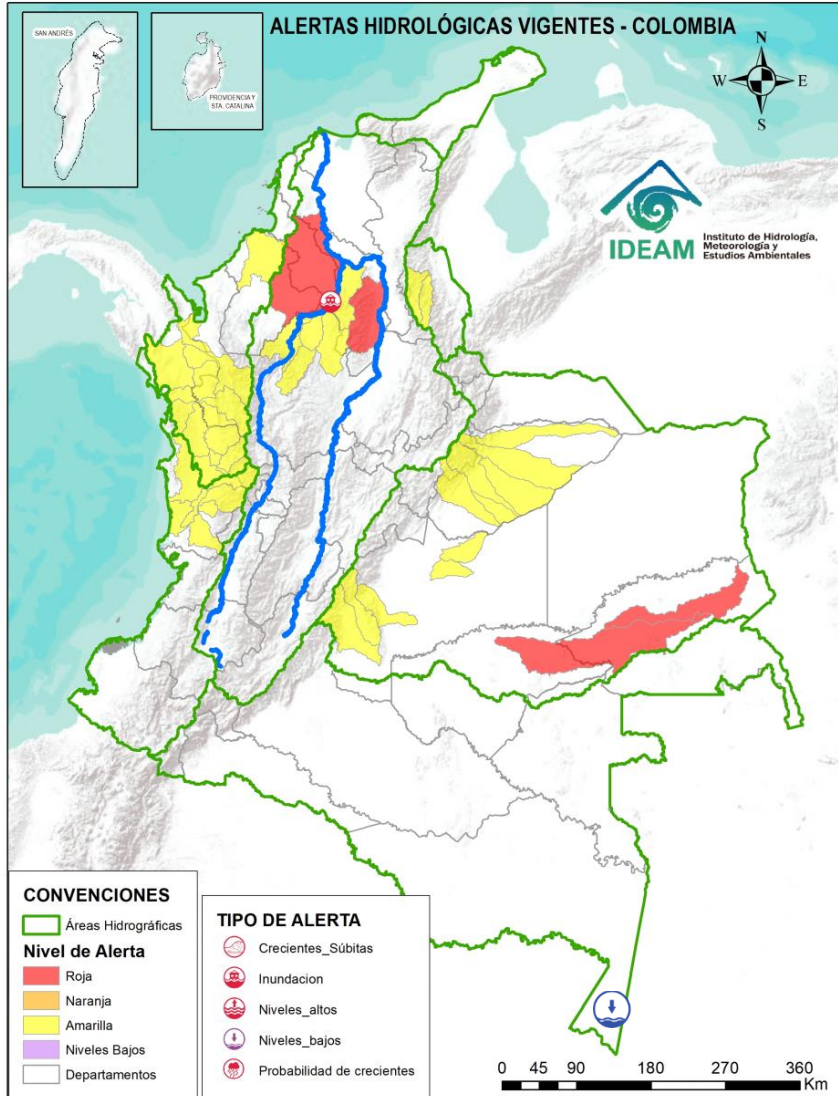 ALERTAS HIDROLÓGICAS VIGENTES - COLOMBIA
SAN ANDRÉS
PROVIDENCIA Y
STA. CATALINA
N
W E
S
IDEAM
Instituto de Hidrología,
Meteorología y
Estudios Ambientales
CONVENCIONES
Áreas Hidrográficas
Nivel de Alerta
Roja
Naranja
Amarilla
Niveles Bajos
Departamentos
TIPO DE ALERTA
Crecientes_Súbitas
Inundacion
Niveles_altos
Niveles_bajos
Probabilidad de crecientes
0 45 90 180 270 360
Km